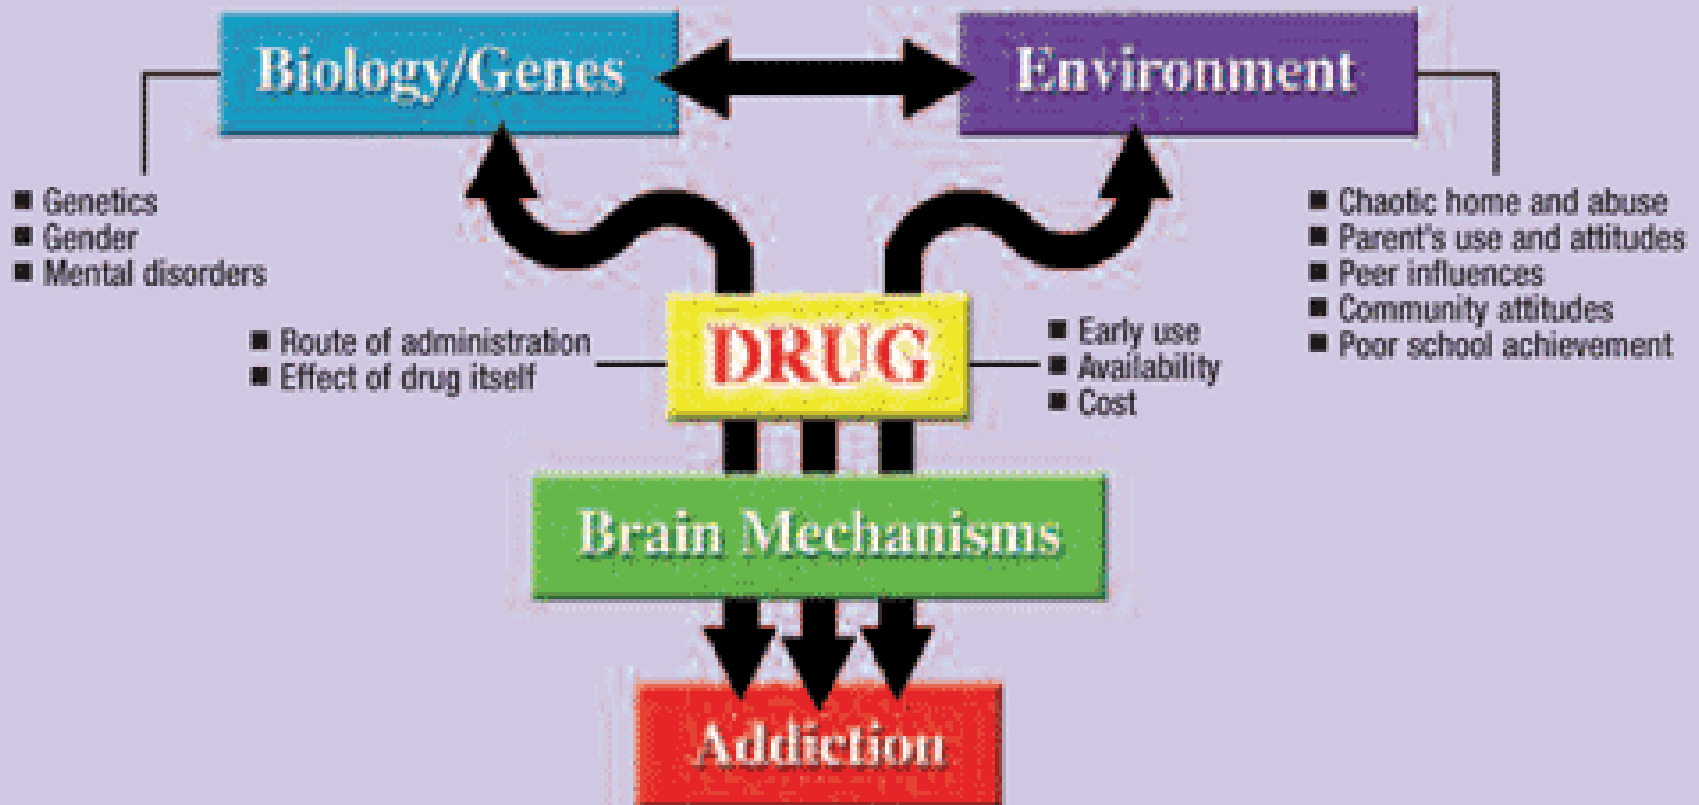 Biology/Genes
Environment
■ Genetics
■ Gender
■ Mental disorders
■ Chaotic home and abuse
■ Parent's use and attitudes
■ Peer influences
■ Community attitudes
■ Poor school achievement
■ Route of administration
■ Effect of drug itself
DRUG
■ Early use
■ Availability
■ Cost
Brain Mechanisms
Addiction